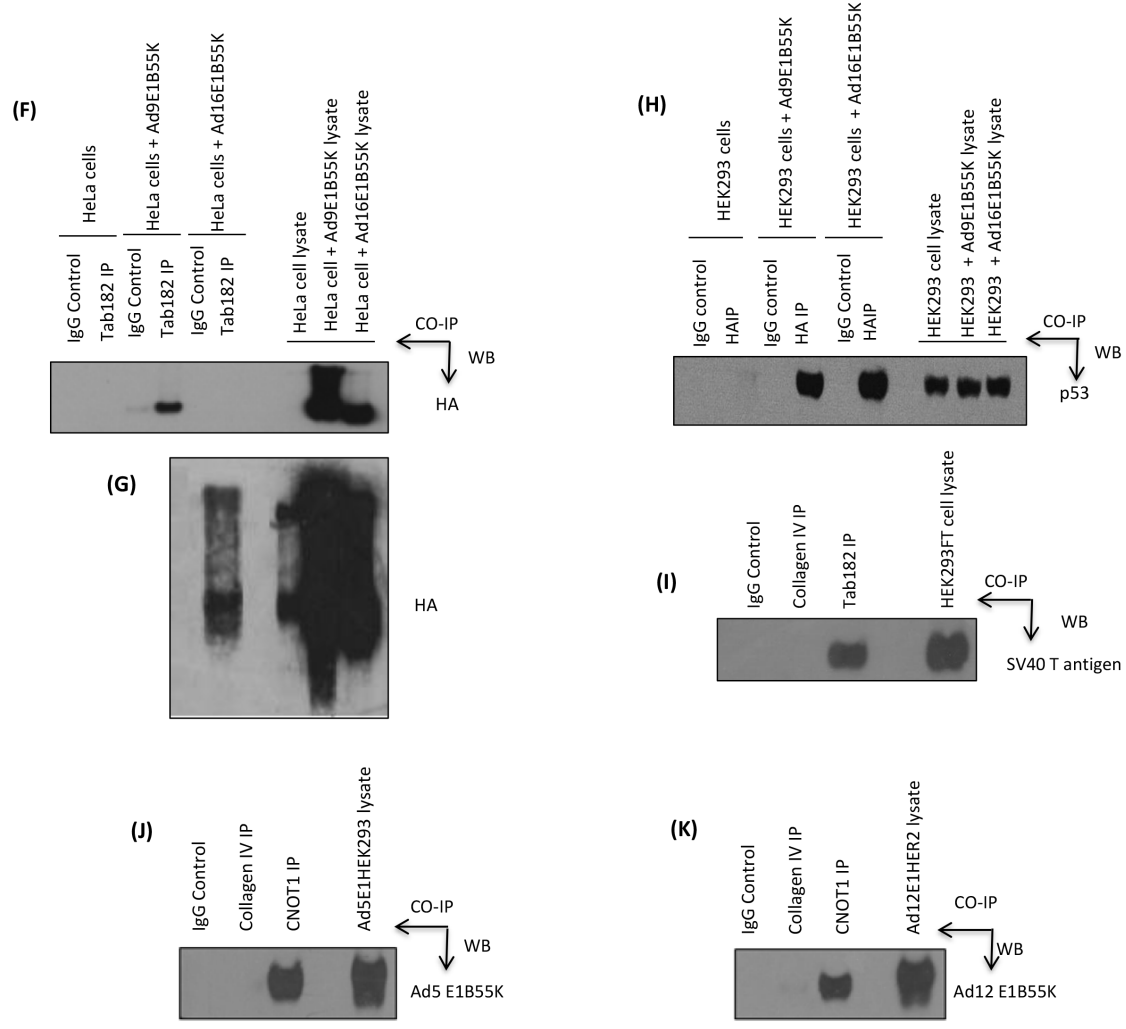 (F)
HeLa cells
HeLa cells + Ad9E1B55K
HeLa cells + Ad16E1B55K
IgG Control
Tab182 IP
IgG Control
Tab182 IP
IgG Control
Tab182 IP
HeLa cell lysate
HeLa cell + Ad9E1B55K lysate
HeLa cell + Ad16E1B55K lysate
CO-IP
WB
HA
(G)
HA
(H)
HEK293 cells
HEK293 cells + Ad9E1B55K
HEK293 cells + Ad16E1B55K
IgG control
HAIP
IgG control
HA IP
IgG Control
HAIP
HEK293 cell lysate
HEK293 + Ad9E1B55K lysate
HEK293 + Ad16E1B55K lysate
CO-IP
WB
p53
(I)
IgG Control
Collagen IV IP
Tab182 IP
HEK293FT cell lysate
CO-IP
WB
SV40 T antigen
(J)
IgG Control
Collagen IV IP
CNOT1 IP
Ad5E1HEK293 lysate
CO-IP
WB
Ad5 E1B55K
(K)
IgG Control
Collagen IV IP
CNOT1 IP
Ad12E1HER2 lysate
CO-IP
WB
Ad12 E1B55K